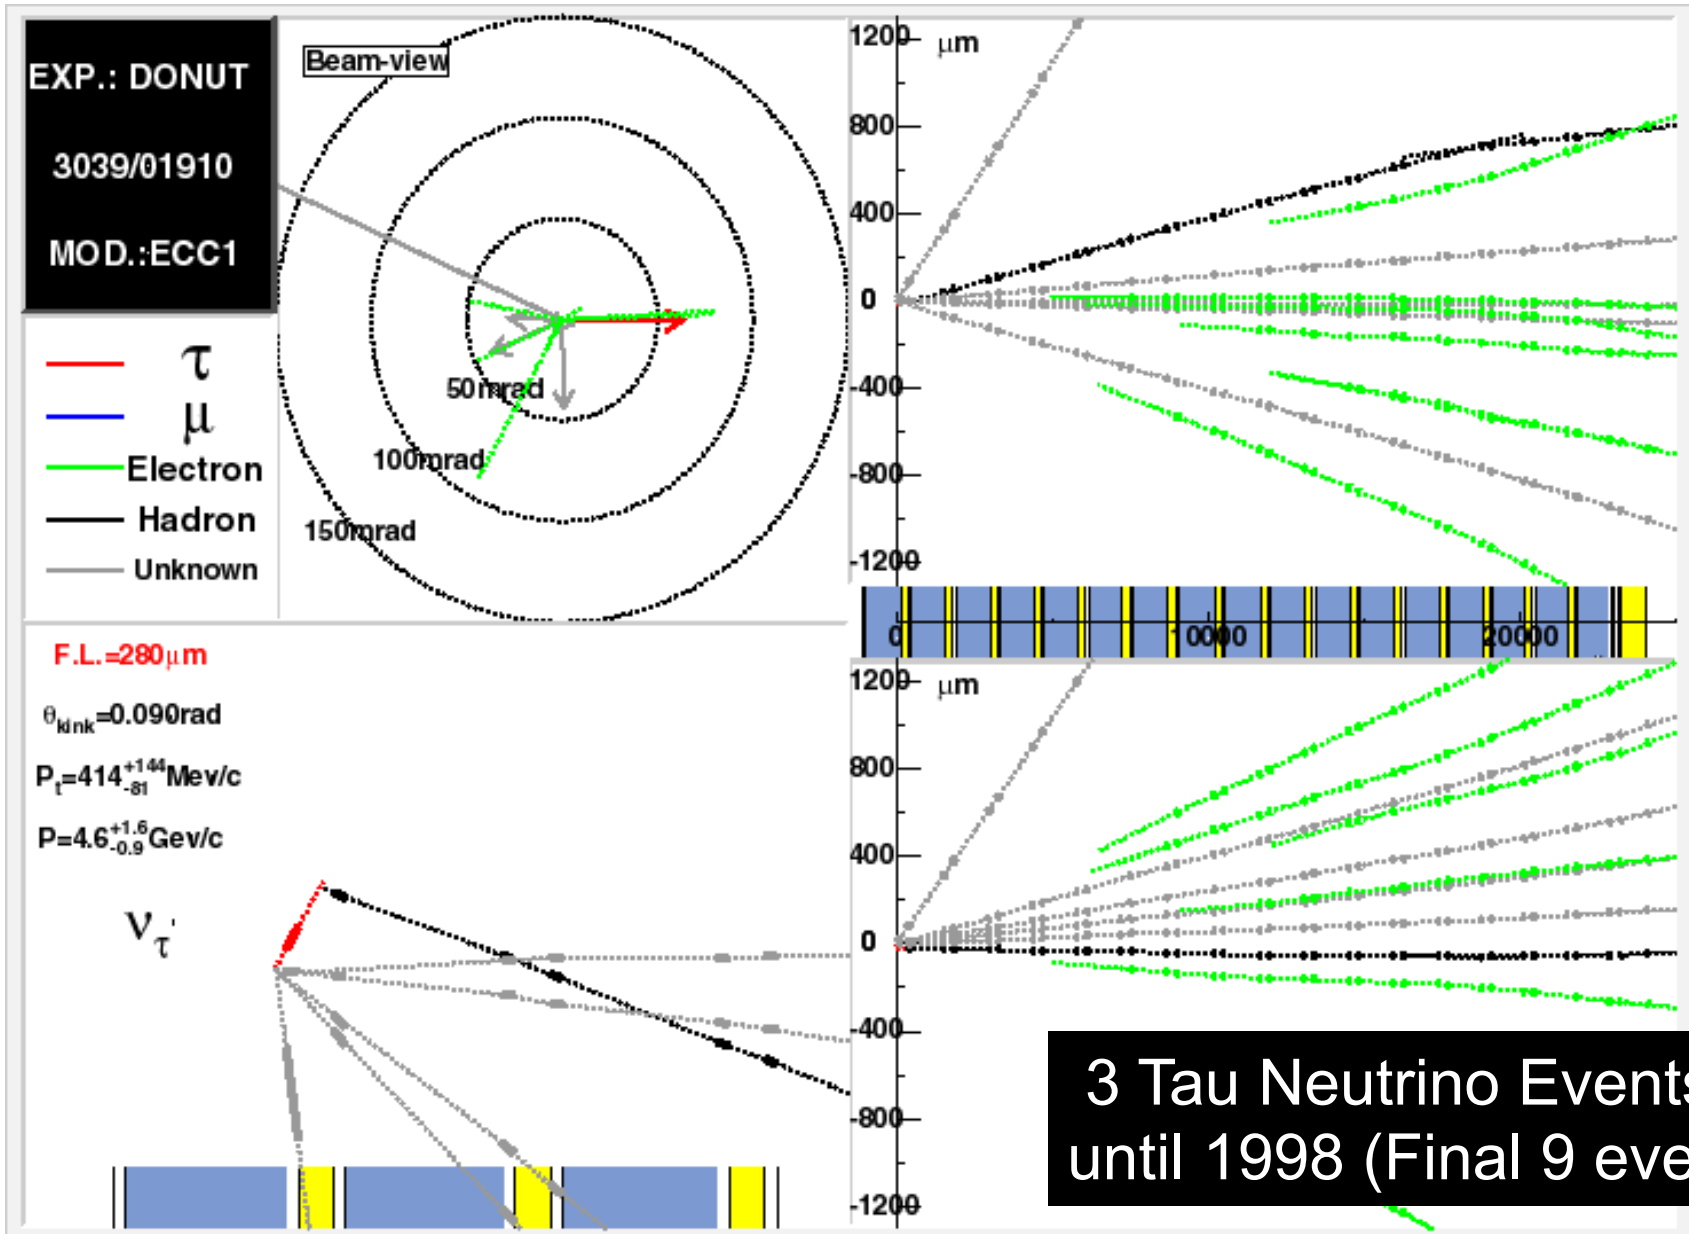 EXP.: DONUT
3039/01910
MOD.:ECC1
Beam-view
50mrad
100mrad
150mrad
τ
μ
Electron
Hadron
Unknown
1200 μm
800
400
0
-400
-800
-1200
0 10000 20000
F.L.=280μm
θkink=0.090rad
Pt=414+144-81Mev/c
P=4.6+1.6-0.9Gev/c
ντ
1200 μm
800
400
0
-400
-800
-1200
3 Tau Neutrino Events
until 1998 (Final 9 eve